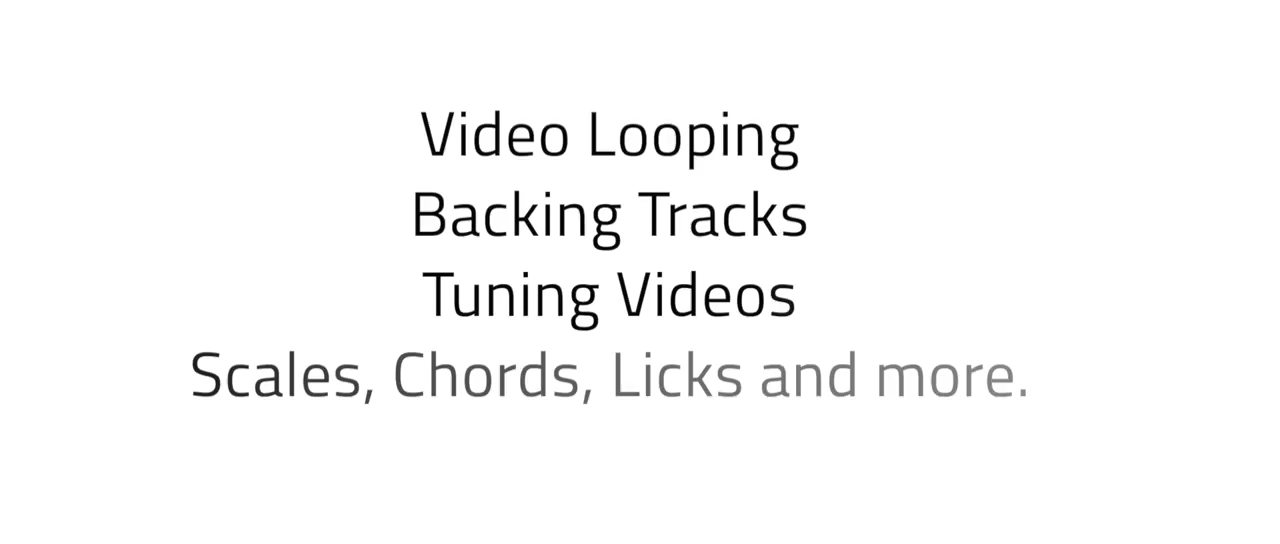 Video Looping
Backing Tracks
Tuning Videos
Scales, Chords, Licks and more.